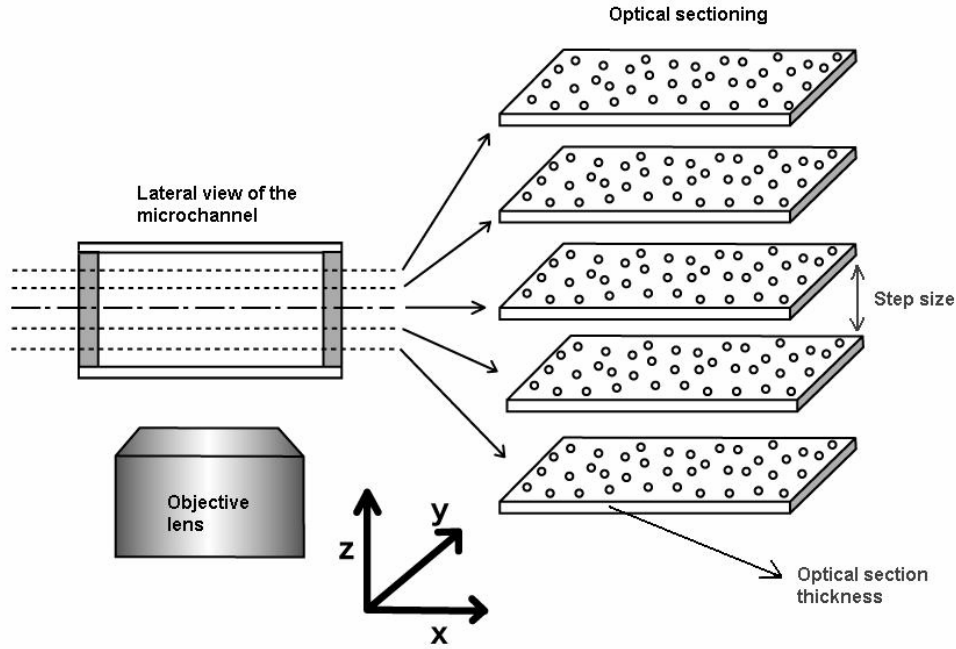 Optical sectioning
Lateral view of the
microchannel
Step size
Objective
lens
z
y
x
Optical section
thickness